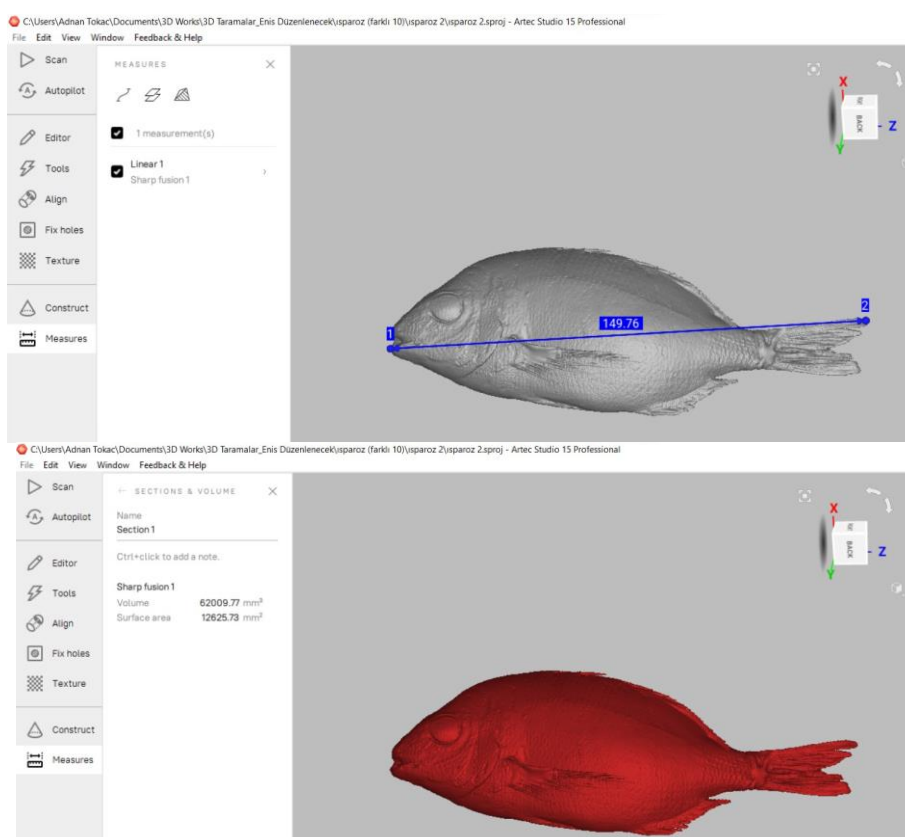 C:\Users\Adnan Tokac\Documents\3D Works\3D Taramalar_Enis Düzenlenecek\ısparoz (farklı 10)\ısparoz 2\ısparoz 2.sproj - Artec Studio 15 Professional
File Edit View Window Feedback & Help
Scan
MEASURES
Autopilot
X
BACK
Z
Y
1 measurement(s)
Editor
Linear 1
Tools
Sharp fusion 1
Align
Fix holes
Texture
Construct
2
149.76
1
Measures
C:\Users\Adnan Tokac\Documents\3D Works\3D Taramalar_Enis Düzenlenecek\ısparoz (farklı 10)\ısparoz 2\ısparoz 2.sproj - Artec Studio 15 Professional
File Edit View Window Feedback & Help
Scan
SECTIONS & VOLUME
Autopilot
Name
Section 1
X
BACK
Z
Y
Ctrl+click to add a note.
Editor
Sharp fusion 1
Tools
Volume 62009.77 mm³
Surface area 12625.73 mm²
Align
Fix holes
Texture
Construct
Measures